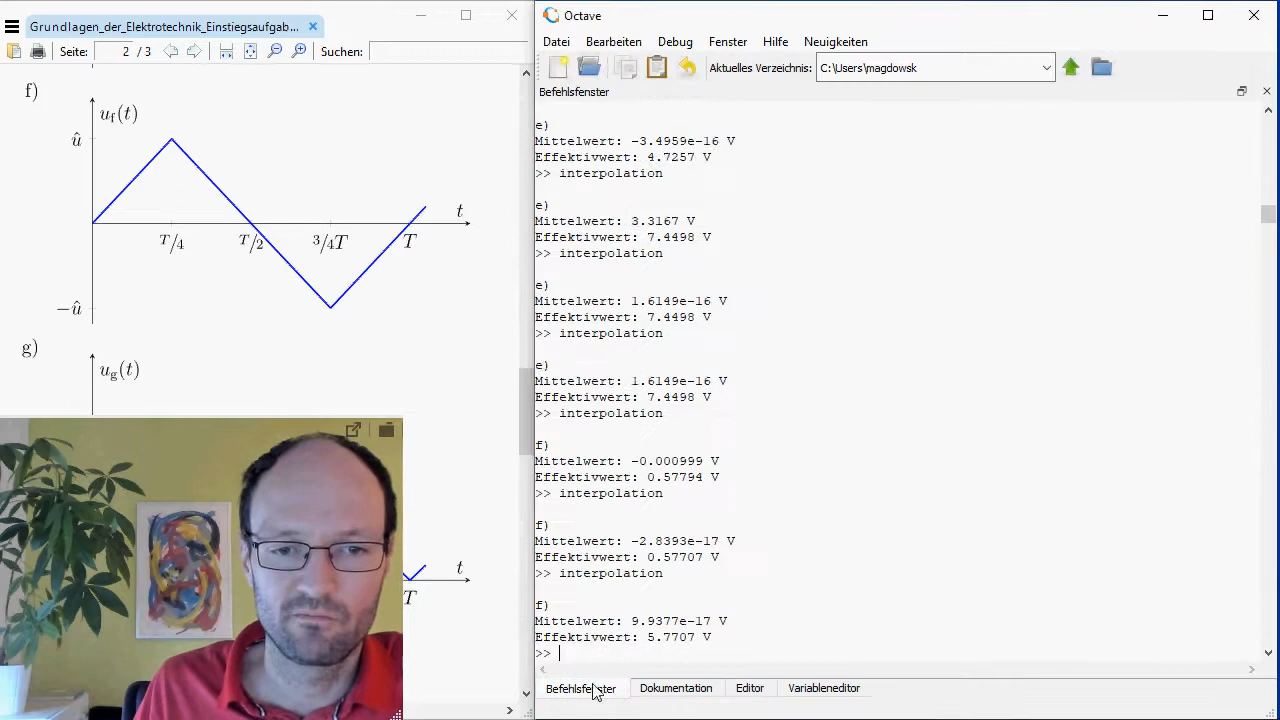 Grundlagen_der_Elektrotechnik_Einstiegsaufgab...
Seite: 2 / 3 Suchen:
f)
u_f(t)
û
t
T/4 T/2 3/4T T
−û
g)
u_g(t)
t
T
Octave
Datei Bearbeiten Debug Fenster Hilfe Neuigkeiten
Aktuelles Verzeichnis: C:\Users\magdowsk
Befehlsfenster
e)
Mittelwert: -3.4959e-16 V
Effektivwert: 4.7257 V
>> interpolation
e)
Mittelwert: 3.3167 V
Effektivwert: 7.4498 V
>> interpolation
e)
Mittelwert: 1.6149e-16 V
Effektivwert: 7.4498 V
>> interpolation
e)
Mittelwert: 1.6149e-16 V
Effektivwert: 7.4498 V
>> interpolation
f)
Mittelwert: -0.000999 V
Effektivwert: 0.57794 V
>> interpolation
f)
Mittelwert: -2.8393e-17 V
Effektivwert: 0.57707 V
>> interpolation
f)
Mittelwert: 9.9377e-17 V
Effektivwert: 5.7707 V
>>
Befehlsfenster Dokumentation Editor Variableneditor